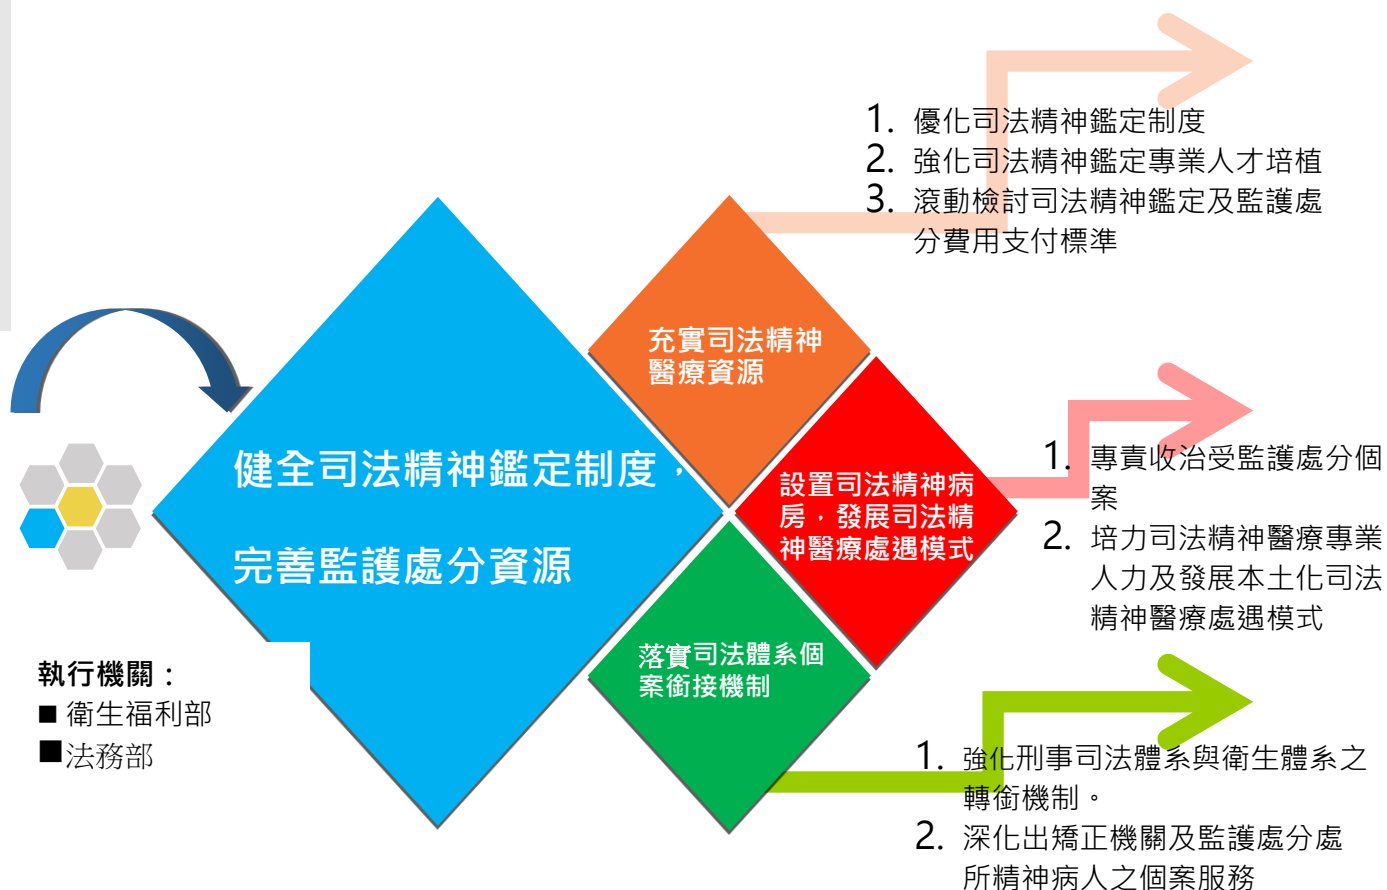 1. 優化司法精神鑑定制度
2. 強化司法精神鑑定專業人才培植
3. 滾動檢討司法精神鑑定及監護處
分費用支付標準
充實司法精神
醫療資源
健全司法精神鑑定制度，
完善監護處分資源
設置司法精神病
房，發展司法精
神醫療處遇模式
1. 專責收治受監護處分個
案
2. 培力司法精神醫療專業
人力及發展本土化司法
精神醫療處遇模式
落實司法體系個
案銜接機制
執行機關：
■ 衛生福利部
■法務部
1. 強化刑事司法體系與衛生體系之
轉銜機制。
2. 深化出矯正機關及監護處分處
所精神病人之個案服務